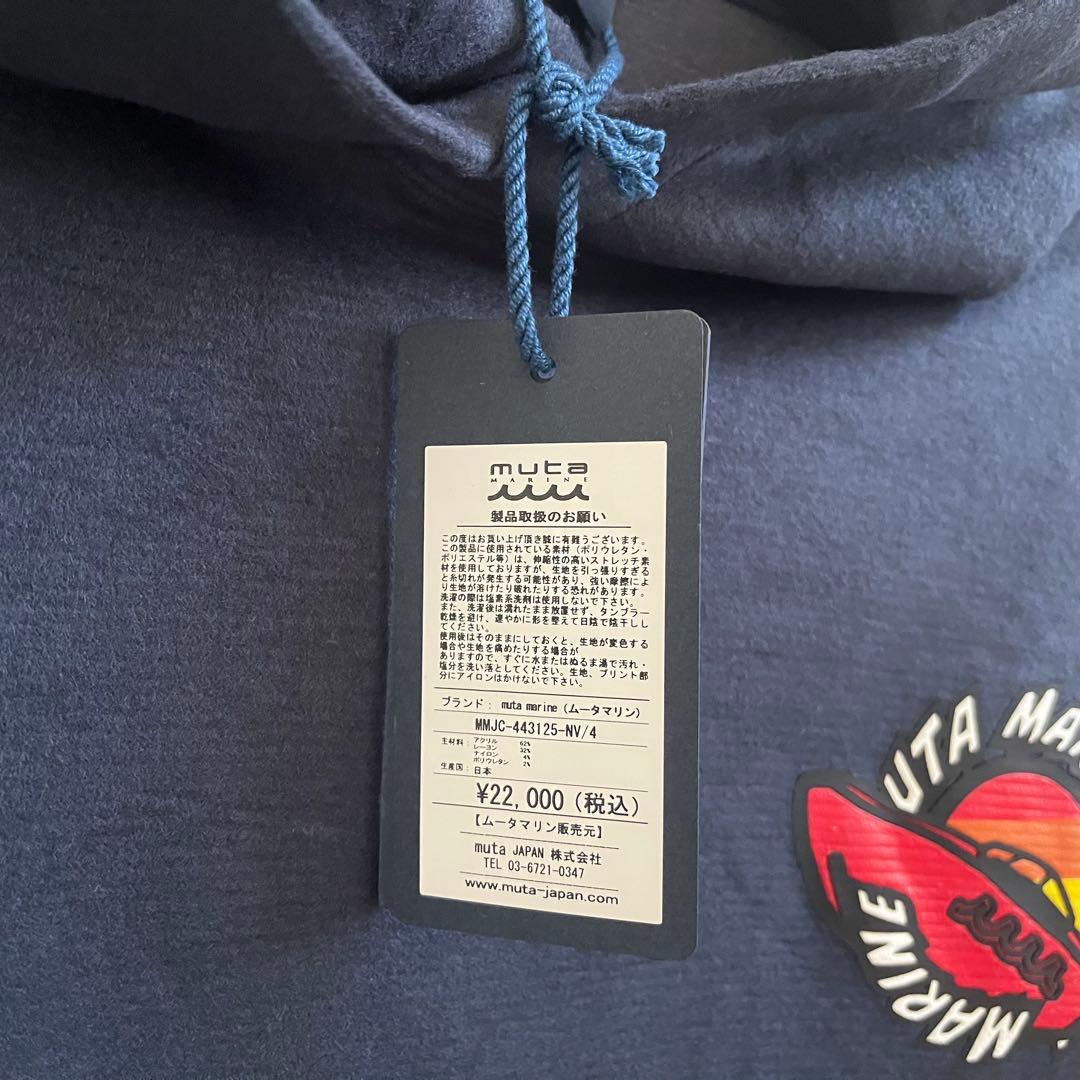 muta
MARINE
製品取扱のお願い
この度はお買い上げ頂き誠に有難うございます。
この製品に使用されている素材（ポリウレタン・
ポリエステル等）は、伸縮性の高いストレッチ素
材を使用しておりますが、生地を引っ張りすぎる
と糸切れが発生する可能性があり、強い摩擦によ
り生地が溶けたり破れたりする恐れがあります。
洗濯の際は塩素系洗剤は使用しないで下さい。
また、洗濯後は濡れたまま放置せず、タンブラー
乾燥を避け、速やかに形を整えて日陰で陰干しし
てください。
使用後はそのままにしておくと、生地が変色する
場合や生地を痛めたりする場合が
ありますので、すぐに水またはぬるま湯で汚れ・
塩分を洗い落としてください。生地、プリント部
分にアイロンはかけないで下さい。
ブランド： muta marine（ムータマリン）
MMJC-443125-NV/4
主材料： アクリル 62%
レーヨン 32%
ナイロン 4%
ポリウレタン 2%
生産国： 日本
¥22,000（税込）
【ムータマリン販売元】
muta JAPAN 株式会社
TEL 03-6721-0347
www.muta-japan.com
UTA MA
MARINE
MARINE